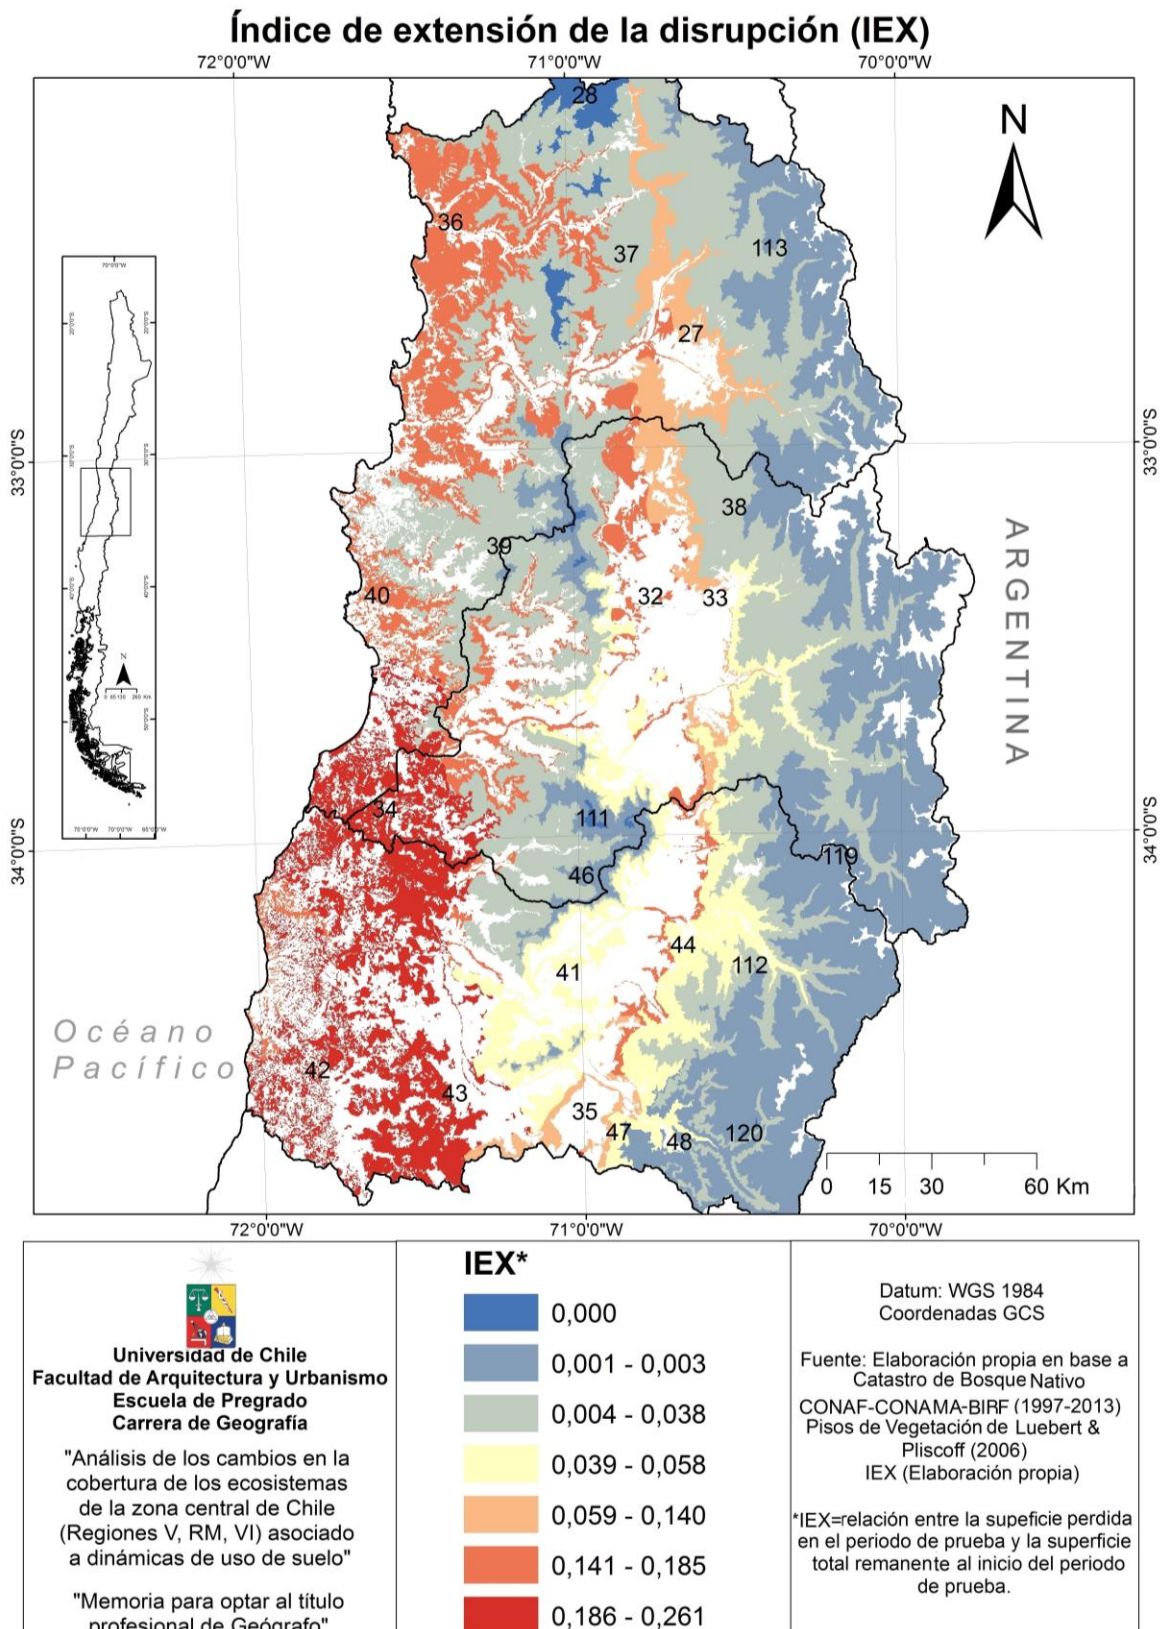 Índice de extensión de la disrupción (IEX)
72°0'0"W
71°0'0"W
70°0'0"W
N
28
36
37
113
27
33°0'0"S
33°0'0"S
38
39
40
32
33
ARGENTINA
34
111
46
119
34°0'0"S
34°0'0"S
44
41
112
Océano
Pacífico
42
43
35
47
48
120
0 15 30 60 Km
72°0'0"W
71°0'0"W
70°0'0"W
Universidad de Chile
Facultad de Arquitectura y Urbanismo
Escuela de Pregrado
Carrera de Geografía
"Análisis de los cambios en la
cobertura de los ecosistemas
de la zona central de Chile
(Regiones V, RM, VI) asociado
a dinámicas de uso de suelo"
"Memoria para optar al título
profesional de Geógrafo"
IEX*
0,000
0,001 - 0,003
0,004 - 0,038
0,039 - 0,058
0,059 - 0,140
0,141 - 0,185
0,186 - 0,261
Datum: WGS 1984
Coordenadas GCS
Fuente: Elaboración propia en base a
Catastro de Bosque Nativo
CONAF-CONAMA-BIRF (1997-2013)
Pisos de Vegetación de Luebert &
Pliscoff (2006)
IEX (Elaboración propia)
*IEX=relación entre la supeficie perdida
en el periodo de prueba y la superficie
total remanente al inicio del periodo
de prueba.